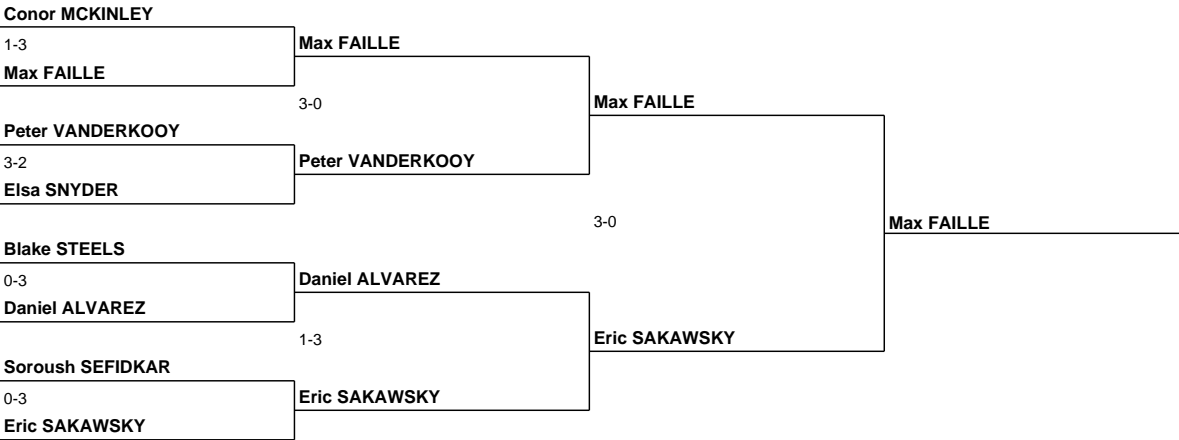 Conor MCKINLEY
1-3
Max FAILLE
Max FAILLE
3-0
Max FAILLE
Peter VANDERKOOY
3-2
Peter VANDERKOOY
Elsa SNYDER
3-0
Max FAILLE
Blake STEELS
0-3
Daniel ALVAREZ
Daniel ALVAREZ
1-3
Eric SAKAWSKY
Soroush SEFIDKAR
0-3
Eric SAKAWSKY
Eric SAKAWSKY